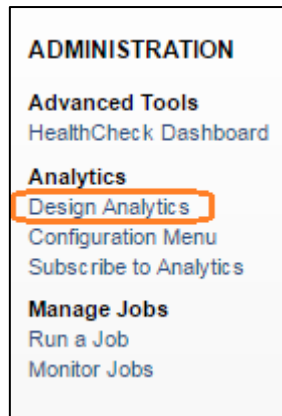 ADMINISTRATION
Advanced Tools
HealthCheck Dashboard
Analytics
Design Analytics
Configuration Menu
Subscribe to Analytics
Manage Jobs
Run a Job
Monitor Jobs